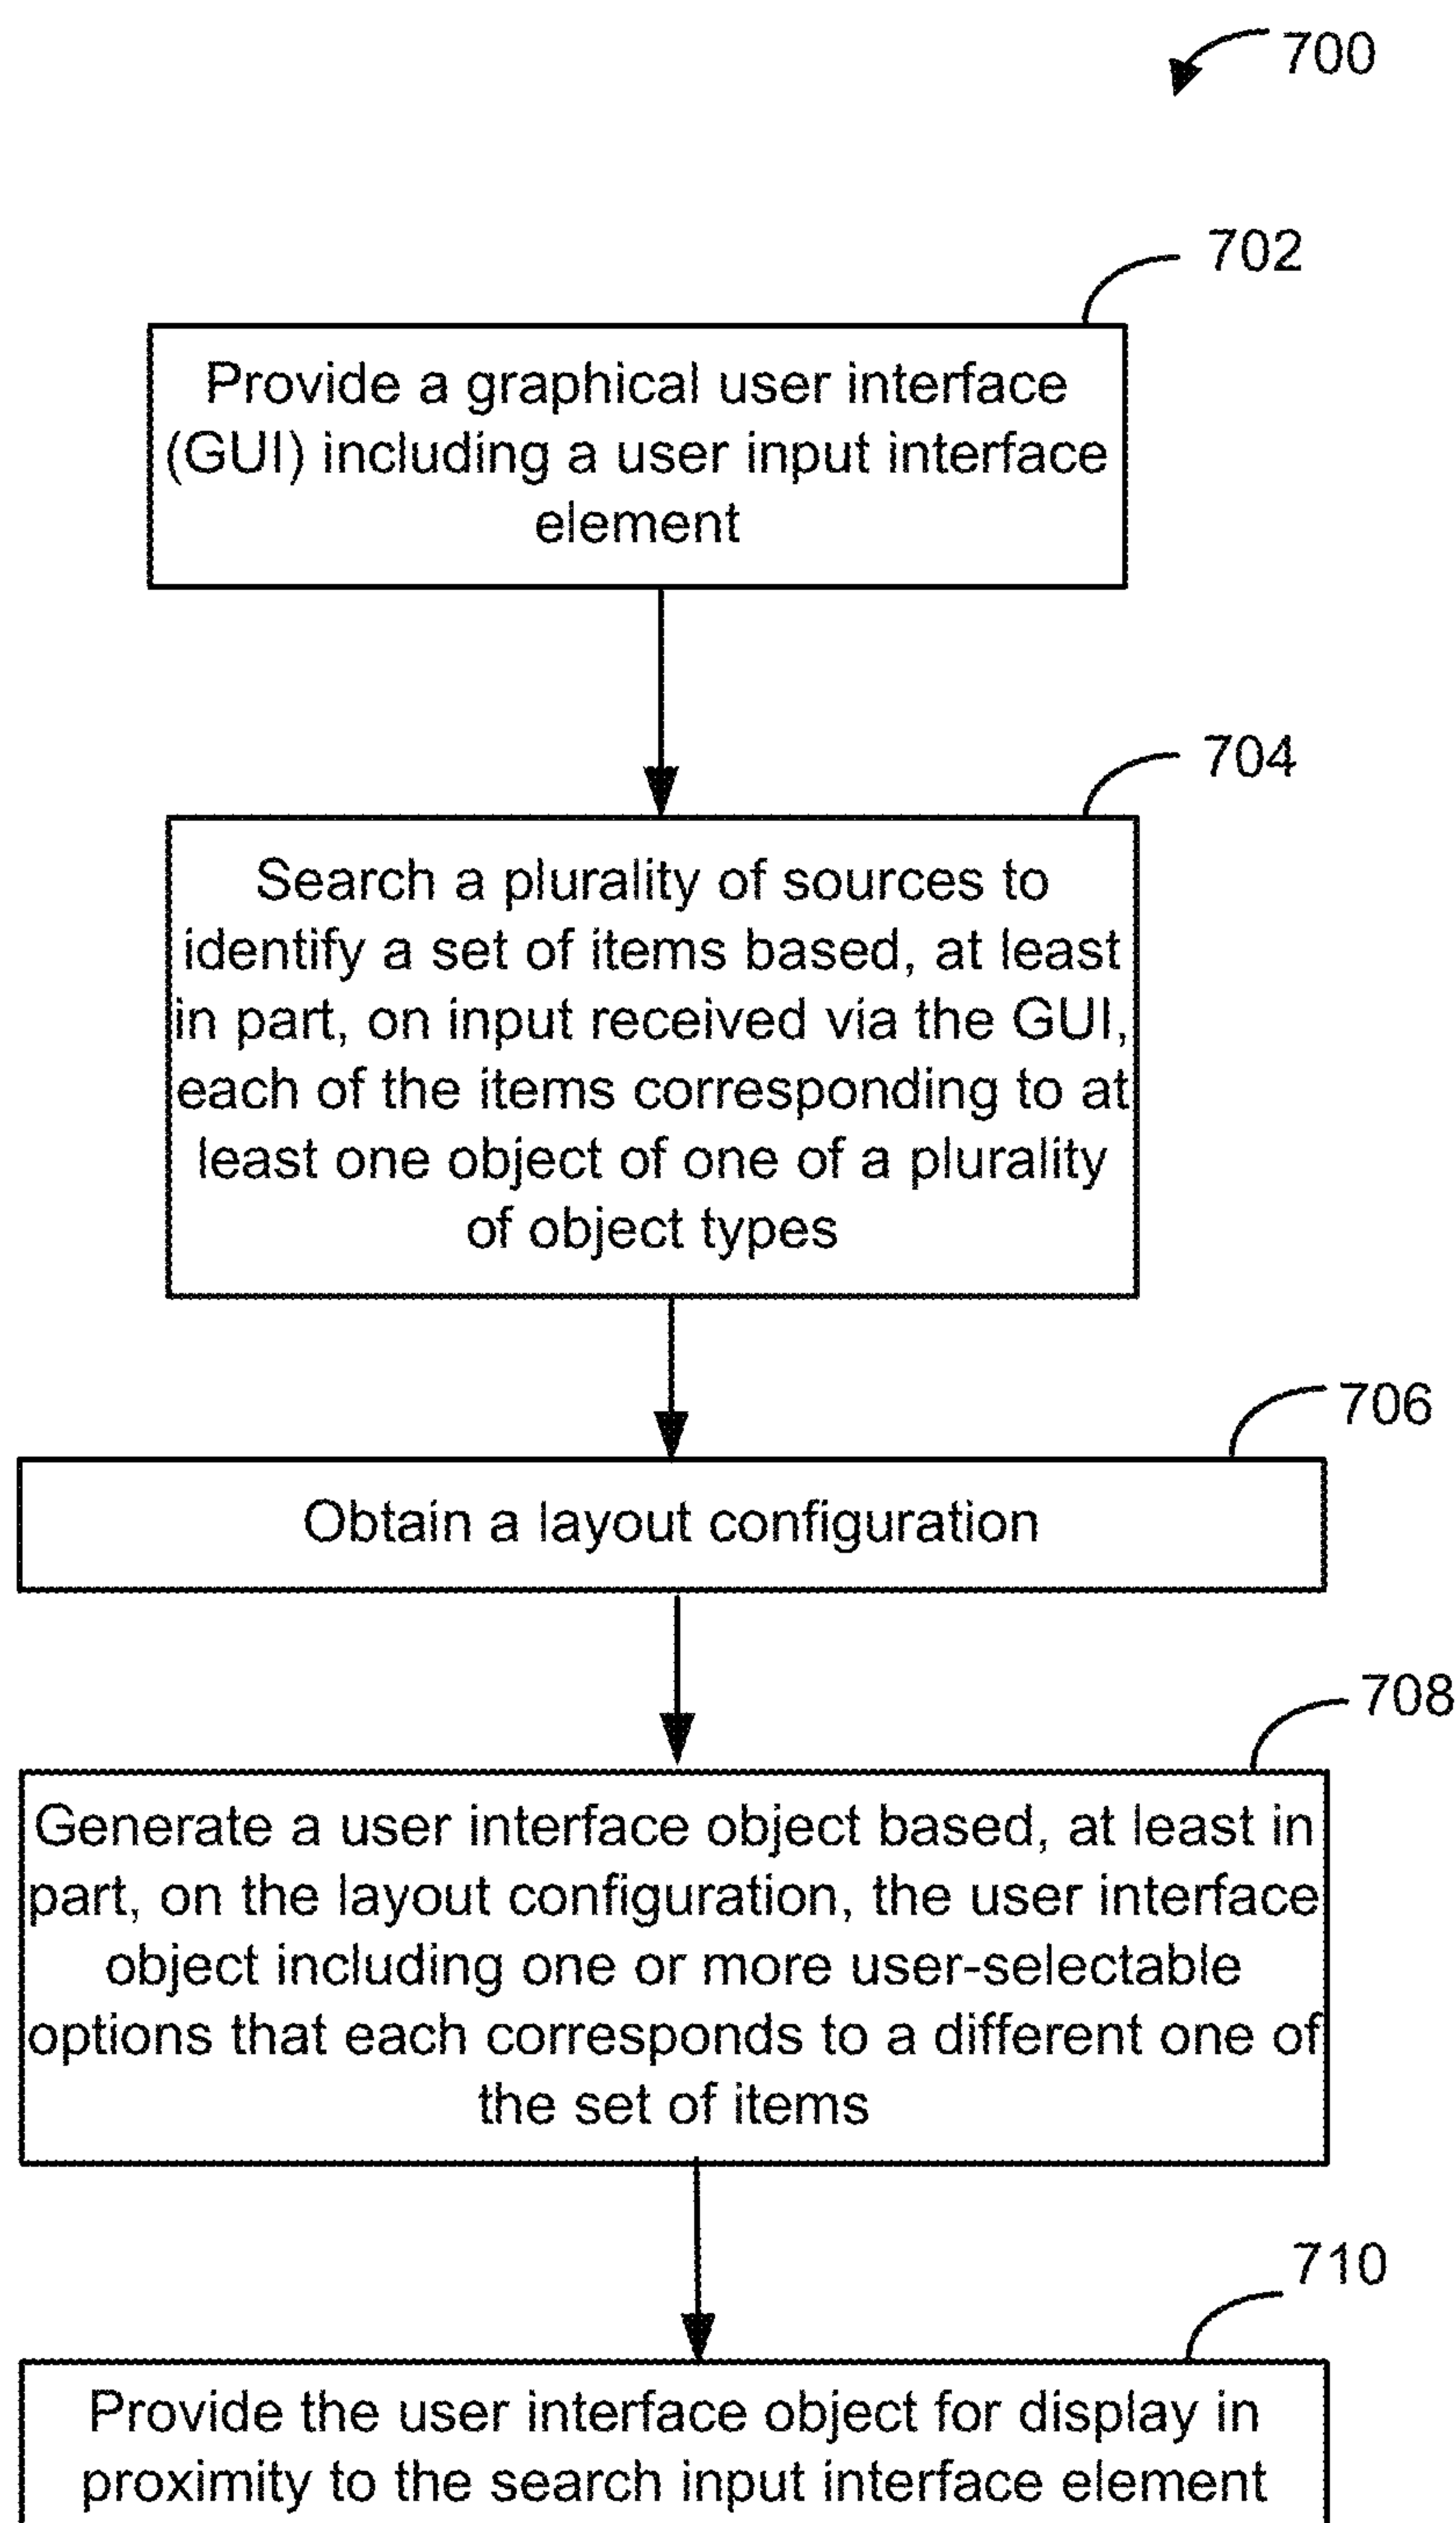 700
702
Provide a graphical user interface
(GUI) including a user input interface
element
704
Search a plurality of sources to
identify a set of items based, at least
in part, on input received via the GUI,
each of the items corresponding to at
least one object of one of a plurality
of object types
706
Obtain a layout configuration
708
Generate a user interface object based, at least in
part, on the layout configuration, the user interface
object including one or more user-selectable
options that each corresponds to a different one of
the set of items
710
Provide the user interface object for display in
proximity to the search input interface element